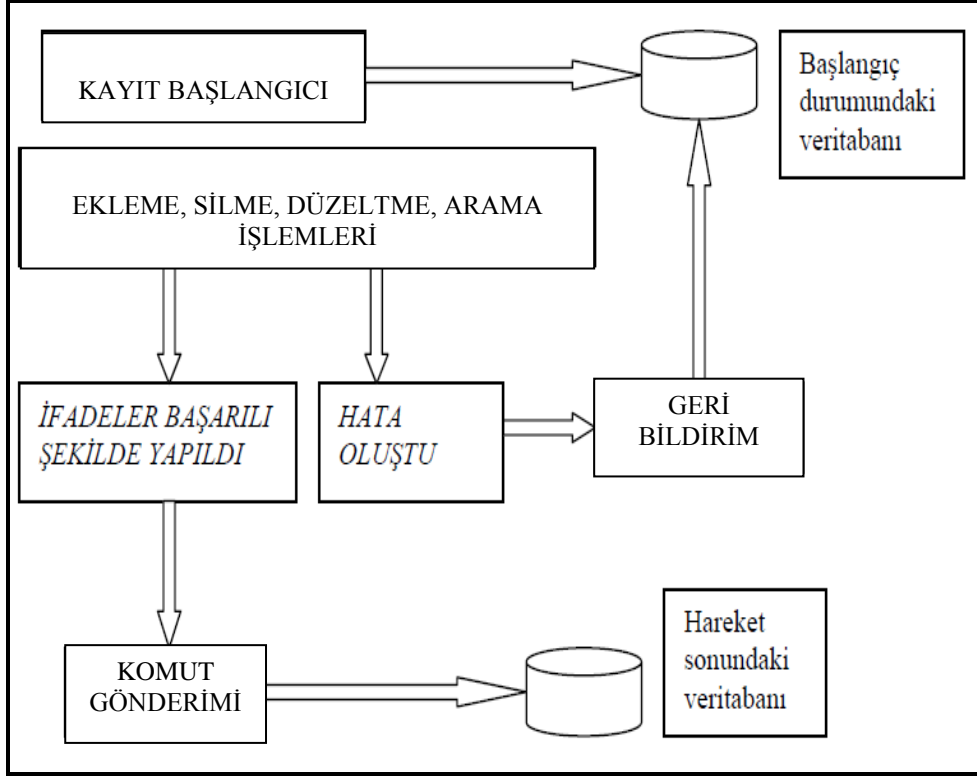 KAYIT BAŞLANGICI
Başlangıç
durumundaki
veritabanı
EKLEME, SİLME, DÜZELTME, ARAMA
İŞLEMLERİ
İFADELER BAŞARILI
ŞEKİLDE YAPILDI
HATA
OLUŞTU
GERİ
BİLDİRİM
KOMUT
GÖNDERİMİ
Hareket
sonundaki
veritabanı